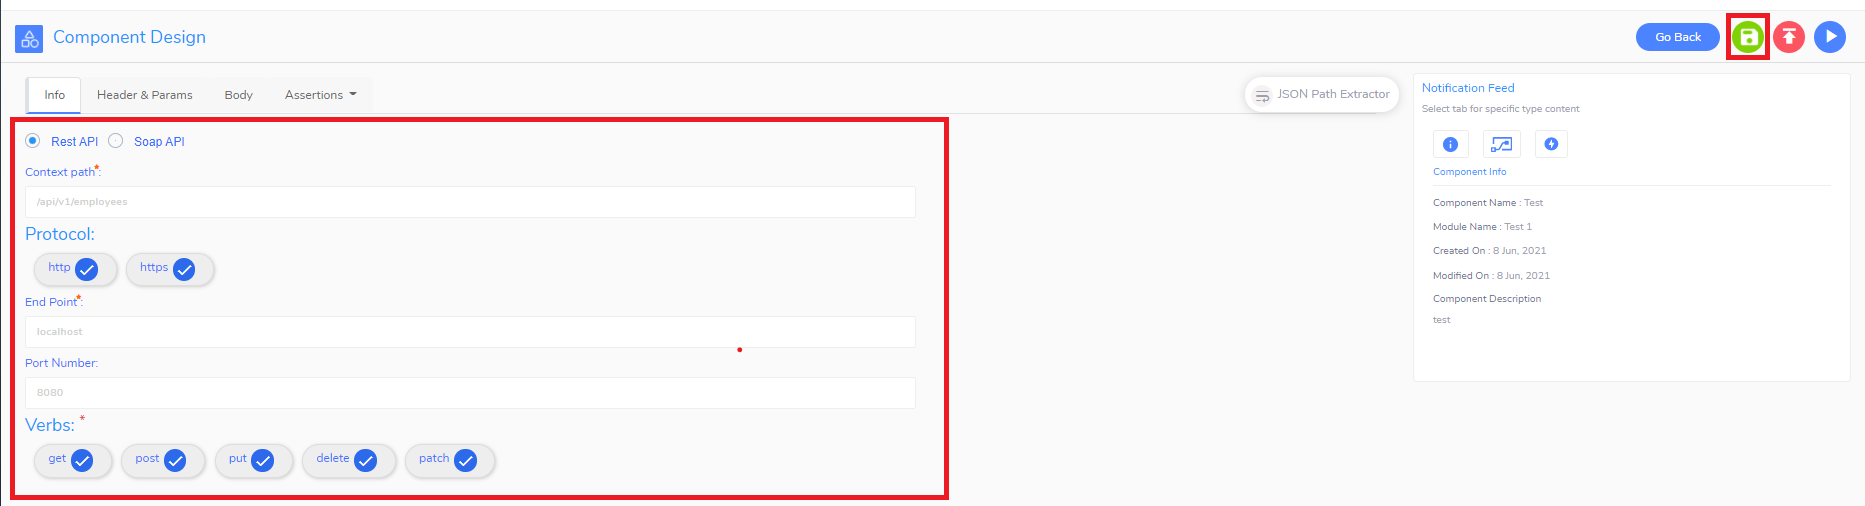 Component Design
Go Back
Info Header & Params Body Assertions
JSON Path Extractor
Rest API Soap API
Context path*:
/api/v1/employees
Protocol:
http https
End Point*:
localhost
Port Number:
8080
Verbs: *
get post put delete patch
Notification Feed
Select tab for specific type content
Component Info
Component Name : Test
Module Name : Test 1
Created On : 8 Jun, 2021
Modified On : 8 Jun, 2021
Component Description
test